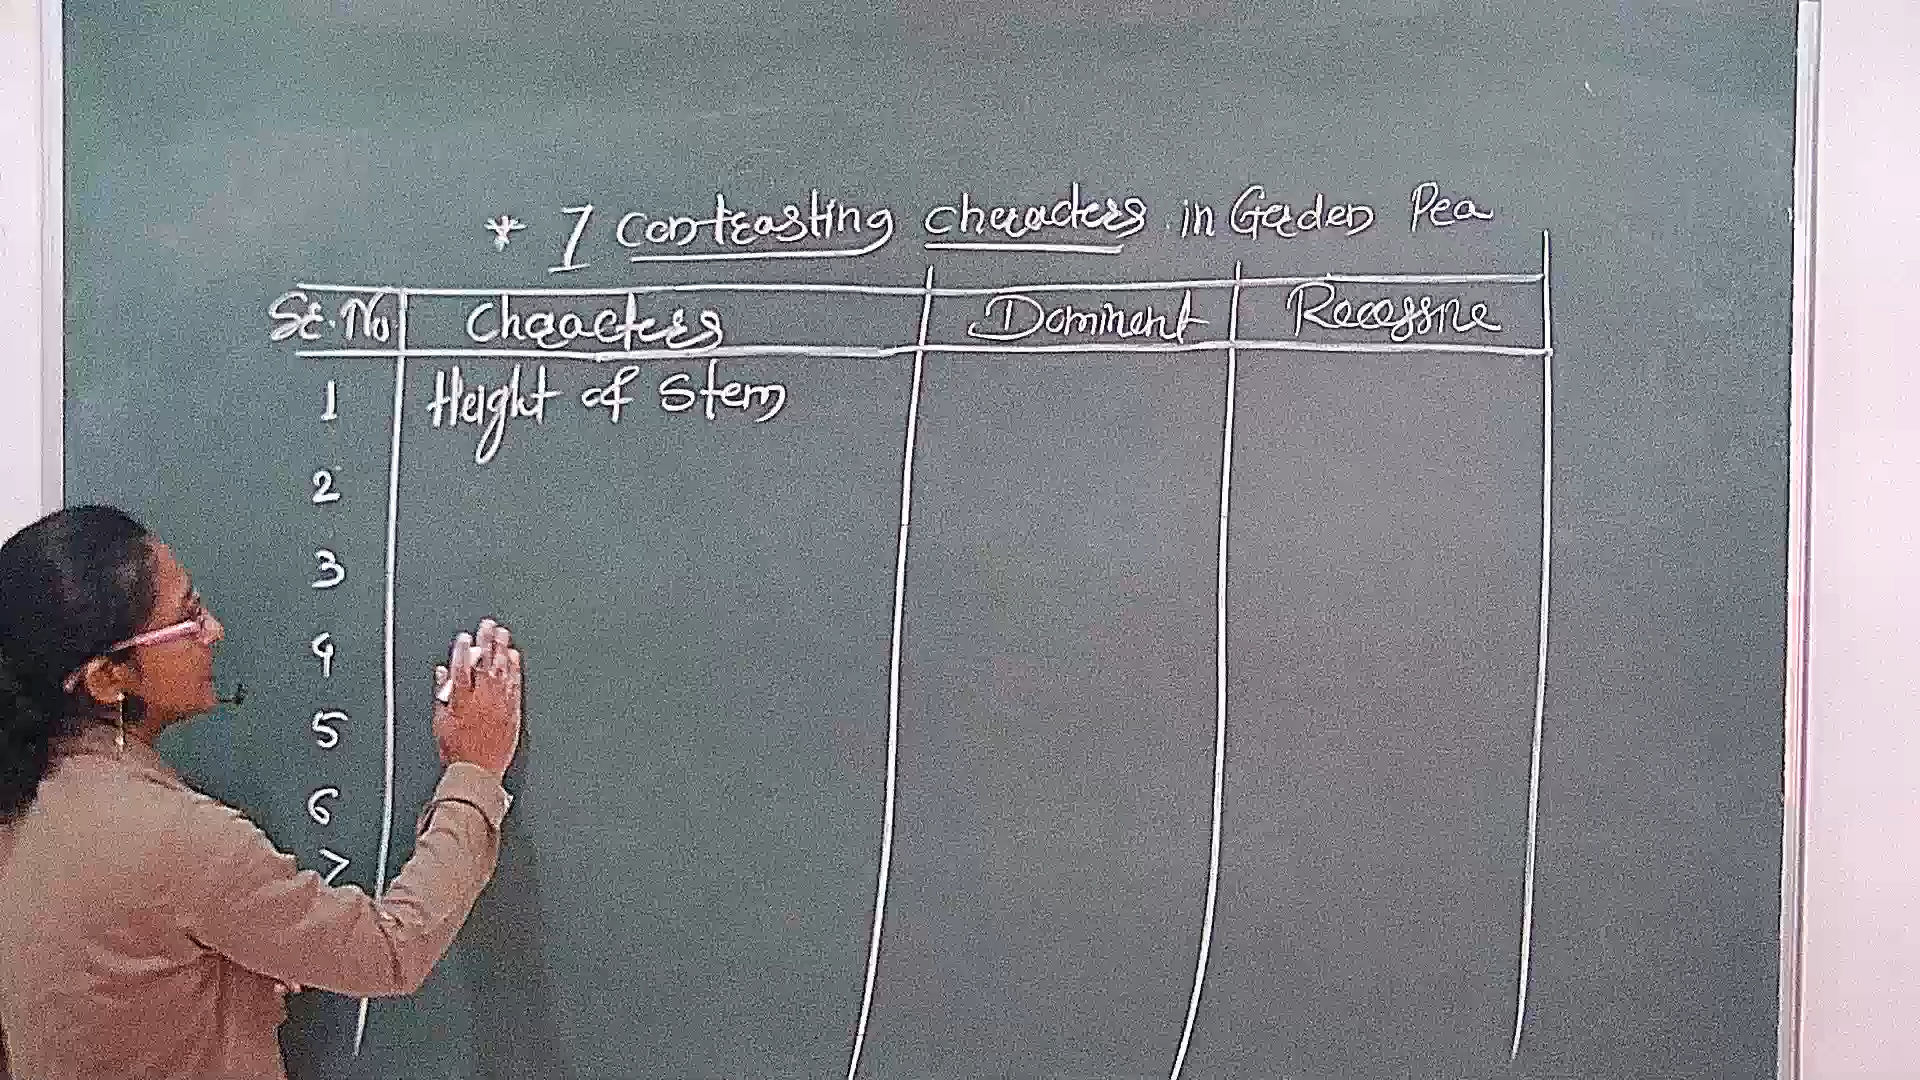 * 7 contrasting characters in Garden Pea
Sr. No Characters Dominent Recessive
1 Height of Stem
2
3
4
5
6
7